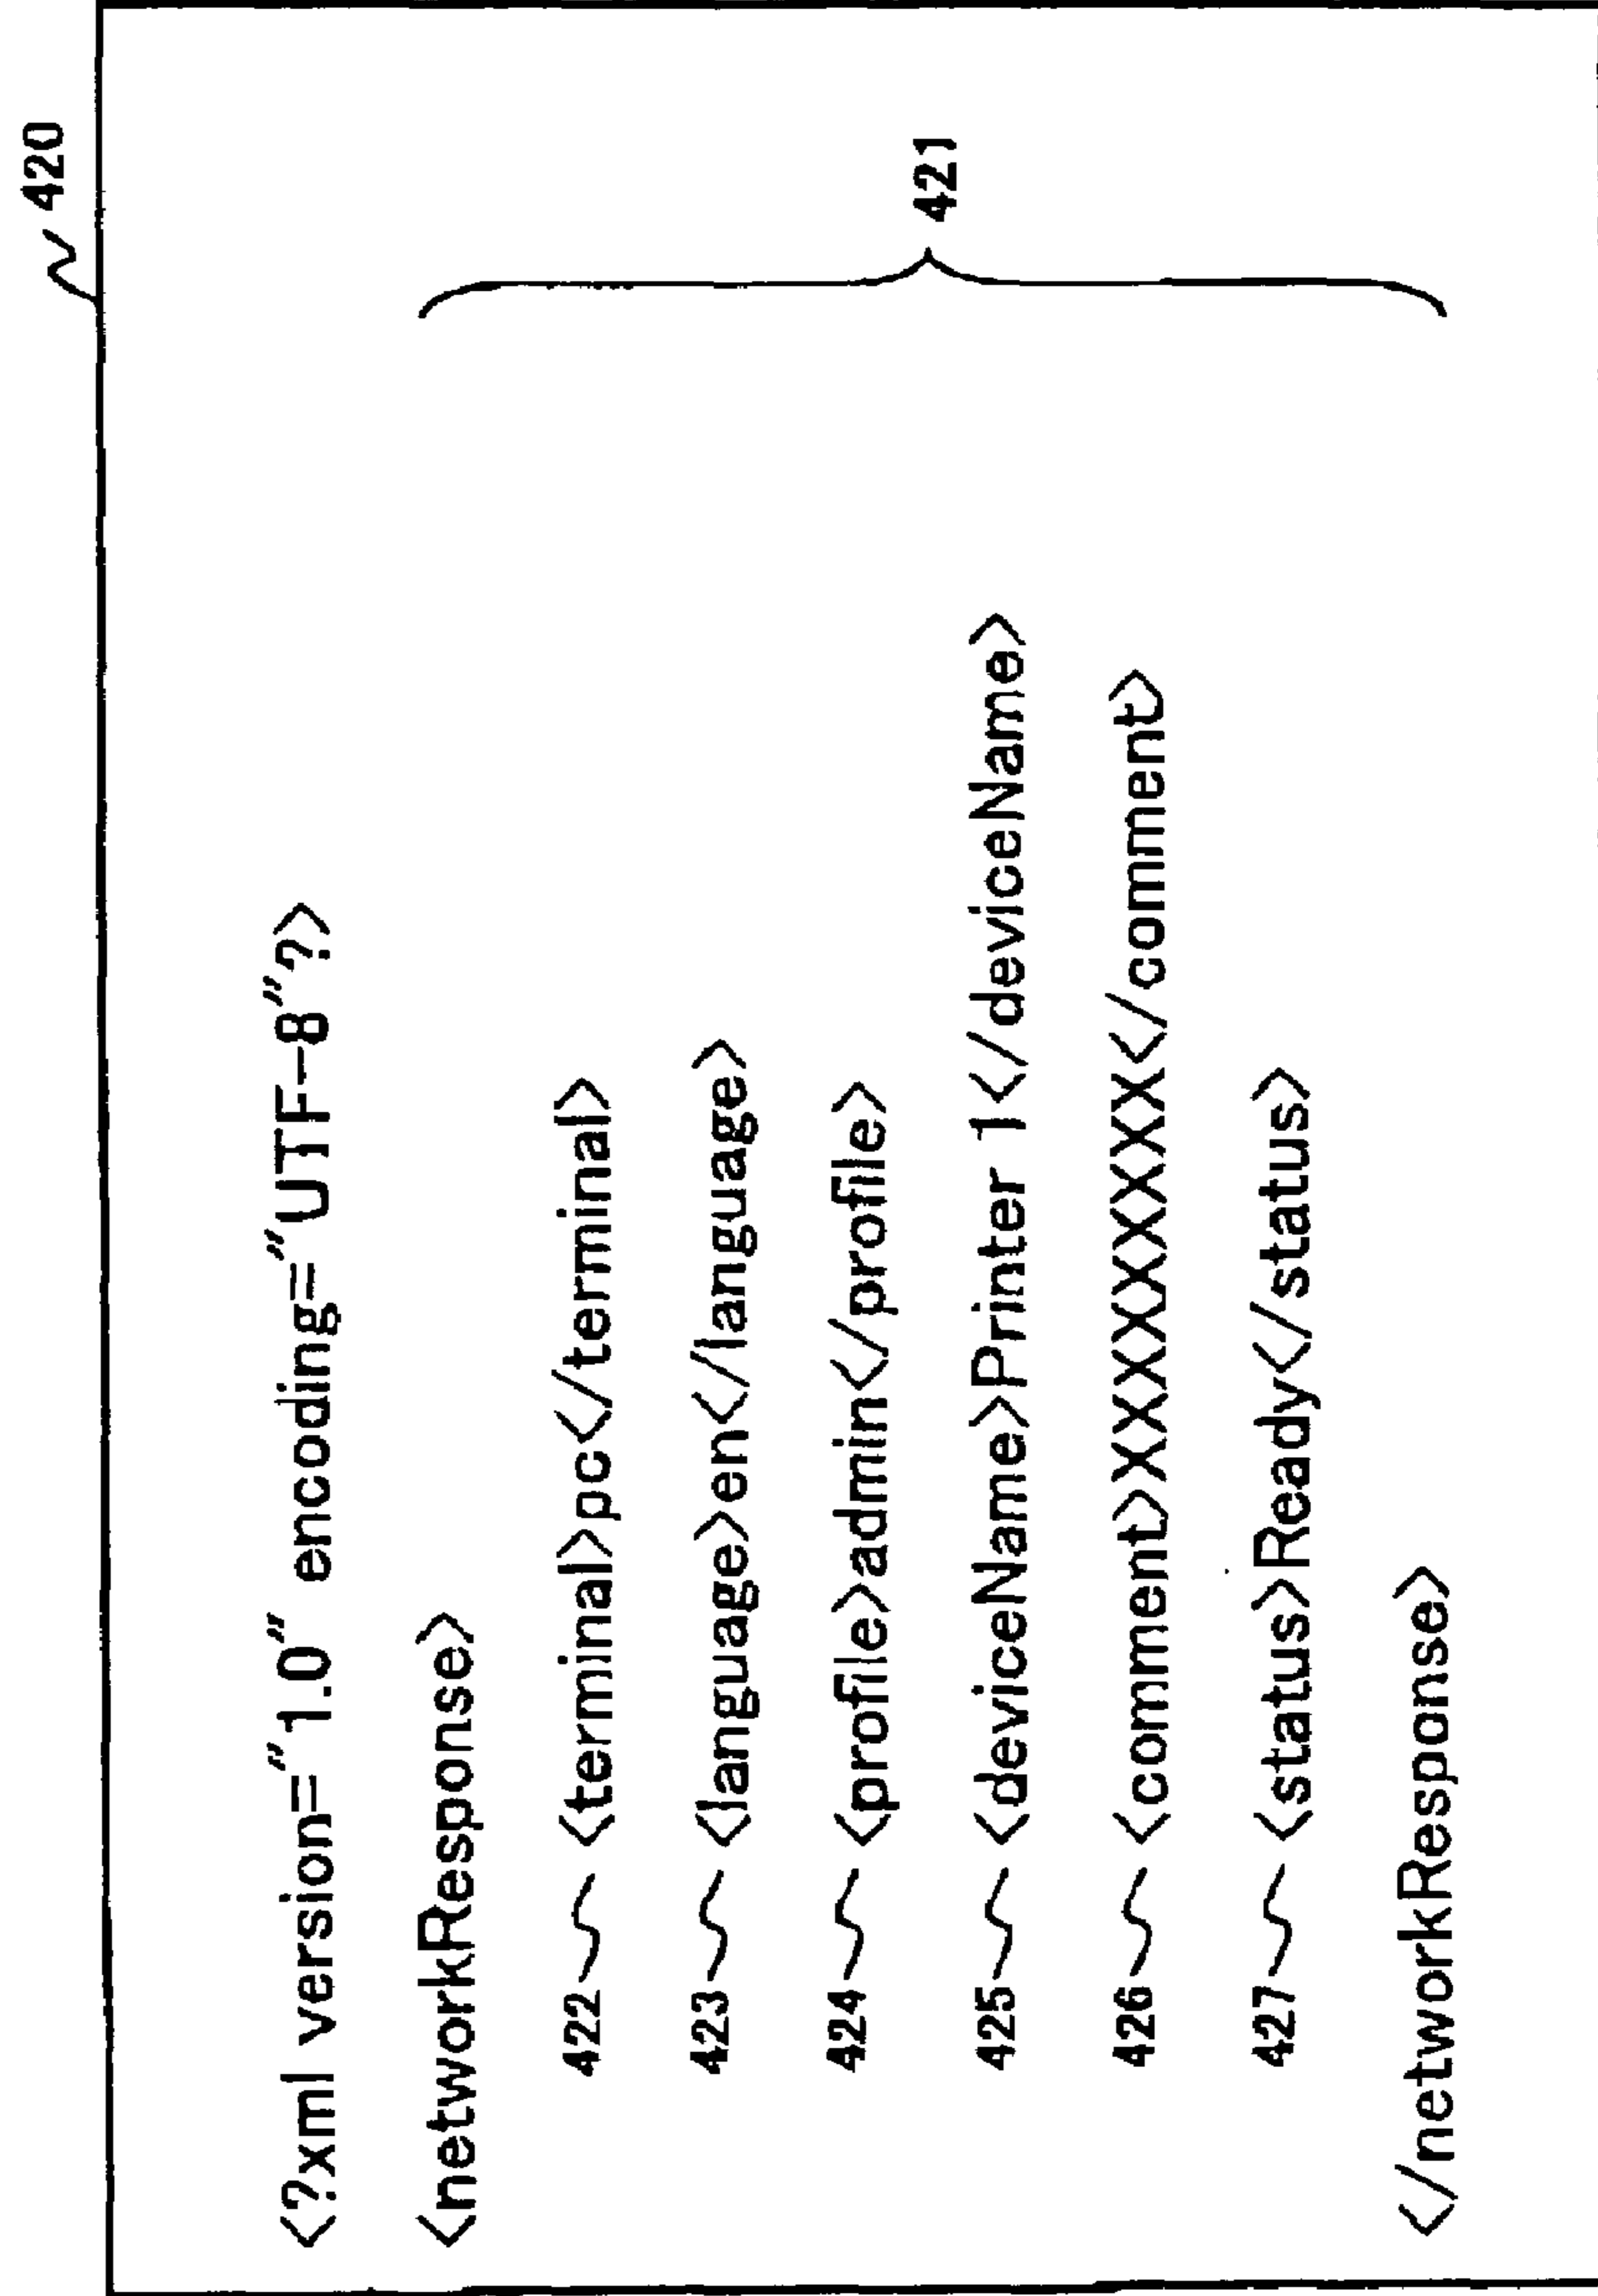 420
<?xml version="1.0" encoding="UTF-8"?>
<networkResponse>
422 <terminal>pc</terminal>
423 <language>en</language>
424 <profile>admin</profile>
425 <deviceName>Printer 1</deviceName>
426 <comment>XXXXXXXXX</comment>
427 <status>Ready</status>
</networkResponse>
421